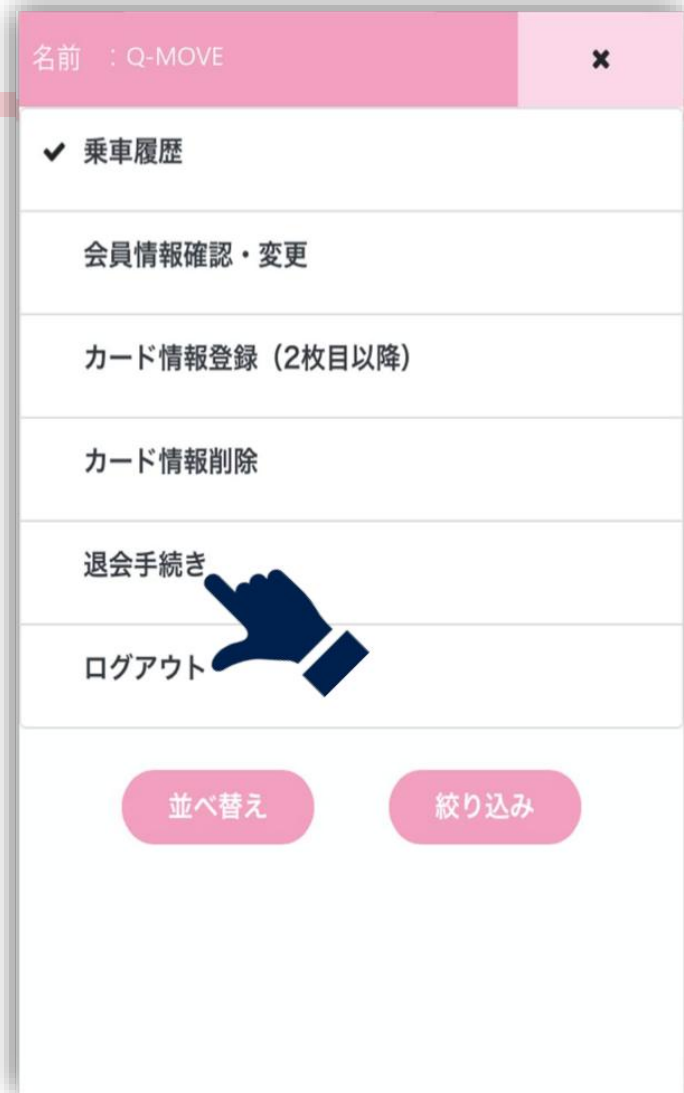 名前 : Q-MOVE
乗車履歴
会員情報確認・変更
カード情報登録（2枚目以降）
カード情報削除
退会手続き
ログアウト
並べ替え 絞り込み